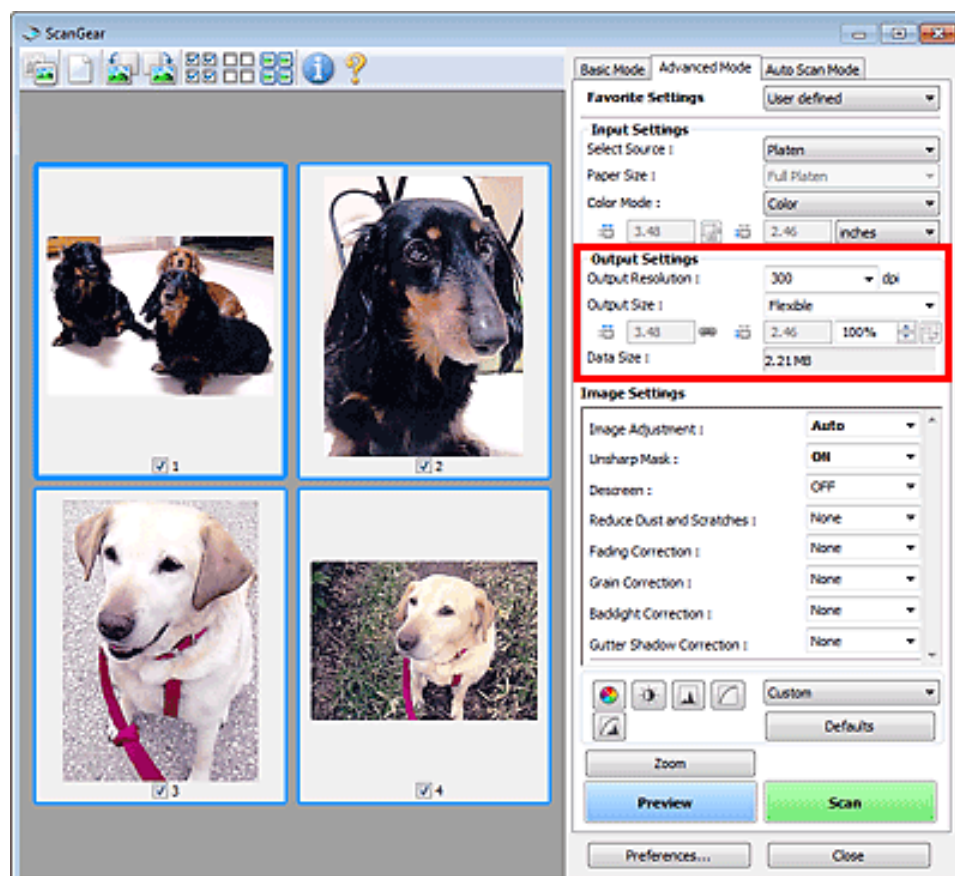 ScanGear
Basic Mode Advanced Mode Auto Scan Mode
Favorite Settings User defined
Input Settings
Select Source : Platen
Paper Size : Full Platen
Color Mode : Color
3.48 2.46 inches
Output Settings
Output Resolution : 300 dpi
Output Size : Flexible
3.48 2.46 100%
Data Size : 2.21 MB
Image Settings
Image Adjustment : Auto
Unsharp Mask : ON
Descreen : OFF
Reduce Dust and Scratches : None
Fading Correction : None
Grain Correction : None
Backlight Correction : None
Gutter Shadow Correction : None
Custom
Defaults
Zoom
Preview Scan
Preferences... Close
1
2
3
4